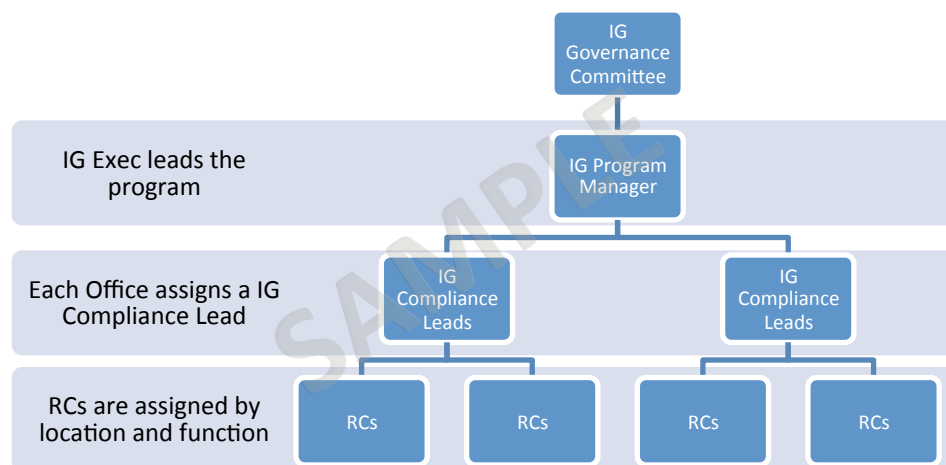 IG
Governance
Committee
IG Exec leads the
program
IG Program
Manager
Each Office assigns a IG
Compliance Lead
IG
Compliance
Leads
IG
Compliance
Leads
RCs are assigned by
location and function
RCs
RCs
RCs
RCs
SAMPLE